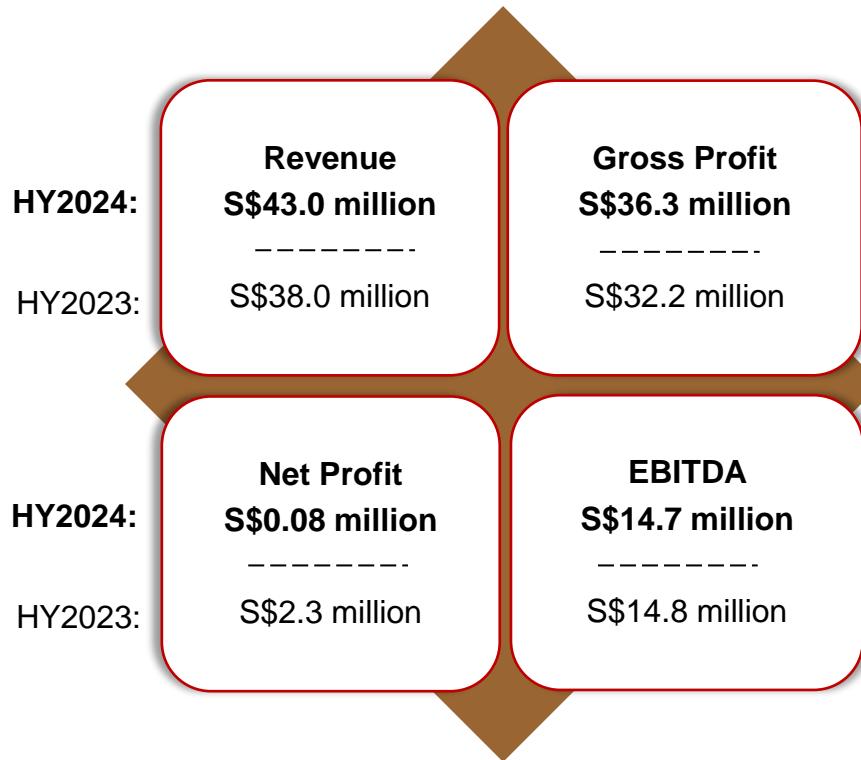 Revenue
Gross Profit
HY2024:
S$43.0 million
S$36.3 million
HY2023:
S$38.0 million
S$32.2 million
Net Profit
EBITDA
HY2024:
S$0.08 million
S$14.7 million
HY2023:
S$2.3 million
S$14.8 million